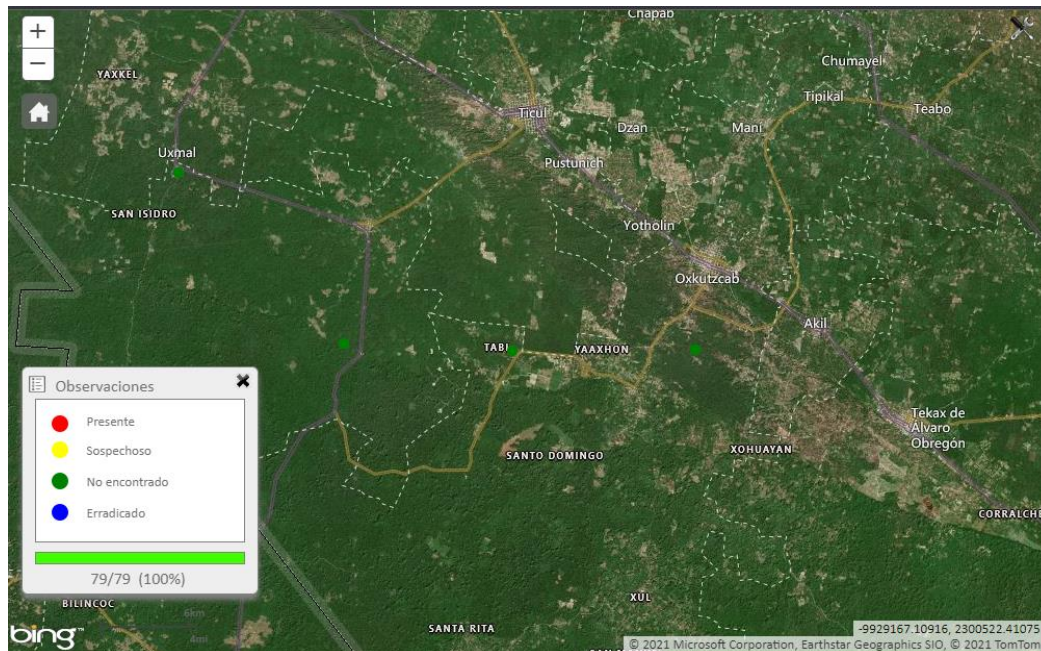 Chapab
+
−
Chumayel
YAXKEL
Tipikal
Teabo
Ticul
Dzan
Mani
Uxmal
Pustunich
SAN ISIDRO
Yotholin
Oxkutzcab
Akil
TABI
YAAXHON
Observaciones
Presente
Sospechoso
No encontrado
Erradicado
79/79 (100%)
Tekax de
Álvaro
Obregón
SANTO DOMINGO
XOHUAYAN
CORRALCHE
BILINCOC
6km
4mi
XUL
SANTA RITA
bing™
-9929167.10916, 2300522.41075
© 2021 Microsoft Corporation, Earthstar Geographics SIO, © 2021 TomTom